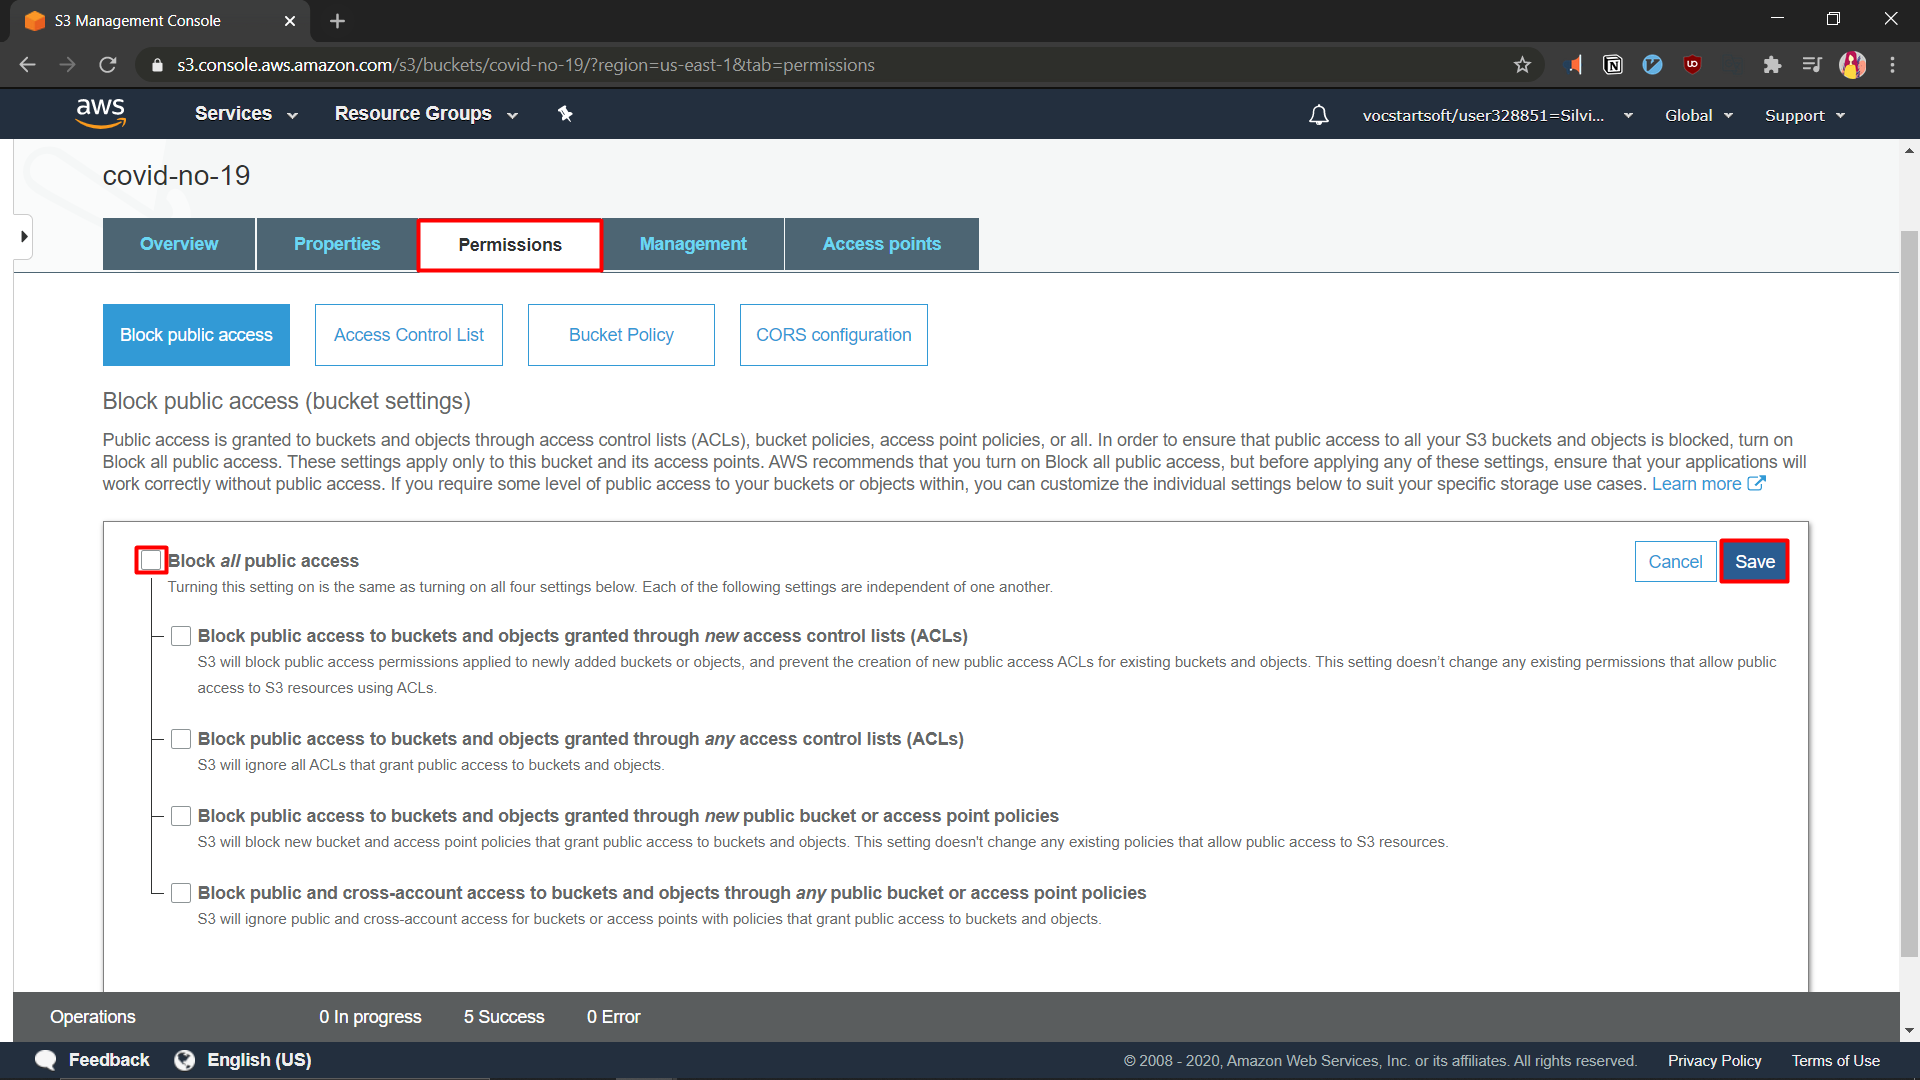 S3 Management Console
s3.console.aws.amazon.com/s3/buckets/covid-no-19/?region=us-east-1&tab=permissions
aws
Services
Resource Groups
vocstartsoft/user328851=Silvi...
Global
Support
covid-no-19
Overview
Properties
Permissions
Management
Access points
Block public access
Access Control List
Bucket Policy
CORS configuration
Block public access (bucket settings)
Public access is granted to buckets and objects through access control lists (ACLs), bucket policies, access point policies, or all. In order to ensure that public access to all your S3 buckets and objects is blocked, turn on
Block all public access. These settings apply only to this bucket and its access points. AWS recommends that you turn on Block all public access, but before applying any of these settings, ensure that your applications will
work correctly without public access. If you require some level of public access to your buckets or objects within, you can customize the individual settings below to suit your specific storage use cases. Learn more
Block all public access
Cancel
Save
Turning this setting on is the same as turning on all four settings below. Each of the following settings are independent of one another.
Block public access to buckets and objects granted through new access control lists (ACLs)
S3 will block public access permissions applied to newly added buckets or objects, and prevent the creation of new public access ACLs for existing buckets and objects. This setting doesn't change any existing permissions that allow public
access to S3 resources using ACLs.
Block public access to buckets and objects granted through any access control lists (ACLs)
S3 will ignore all ACLs that grant public access to buckets and objects.
Block public access to buckets and objects granted through new public bucket or access point policies
S3 will block new bucket and access point policies that grant public access to buckets and objects. This setting doesn't change any existing policies that allow public access to S3 resources.
Block public and cross-account access to buckets and objects through any public bucket or access point policies
S3 will ignore public and cross-account access for buckets or access points with policies that grant public access to buckets and objects.
Operations
0 In progress
5 Success
0 Error
Feedback
English (US)
© 2008 - 2020, Amazon Web Services, Inc. or its affiliates. All rights reserved.
Privacy Policy
Terms of Use